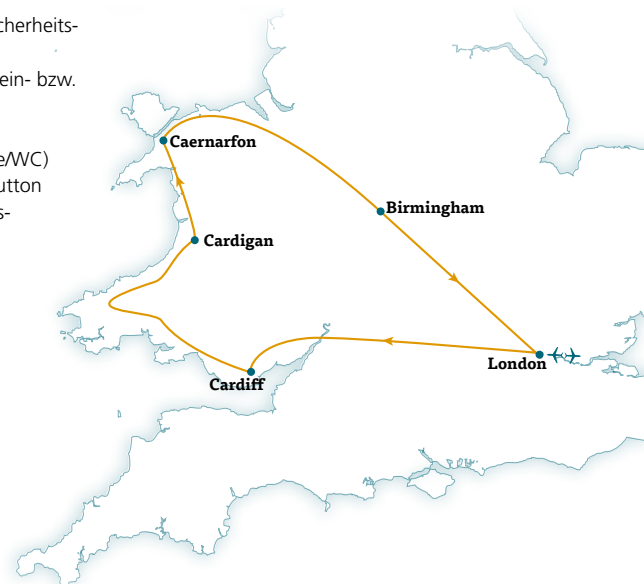 cherheits-
ein- bzw.
e/WC)
utton
s-
Caernarfon
Birmingham
Cardigan
London
Cardiff